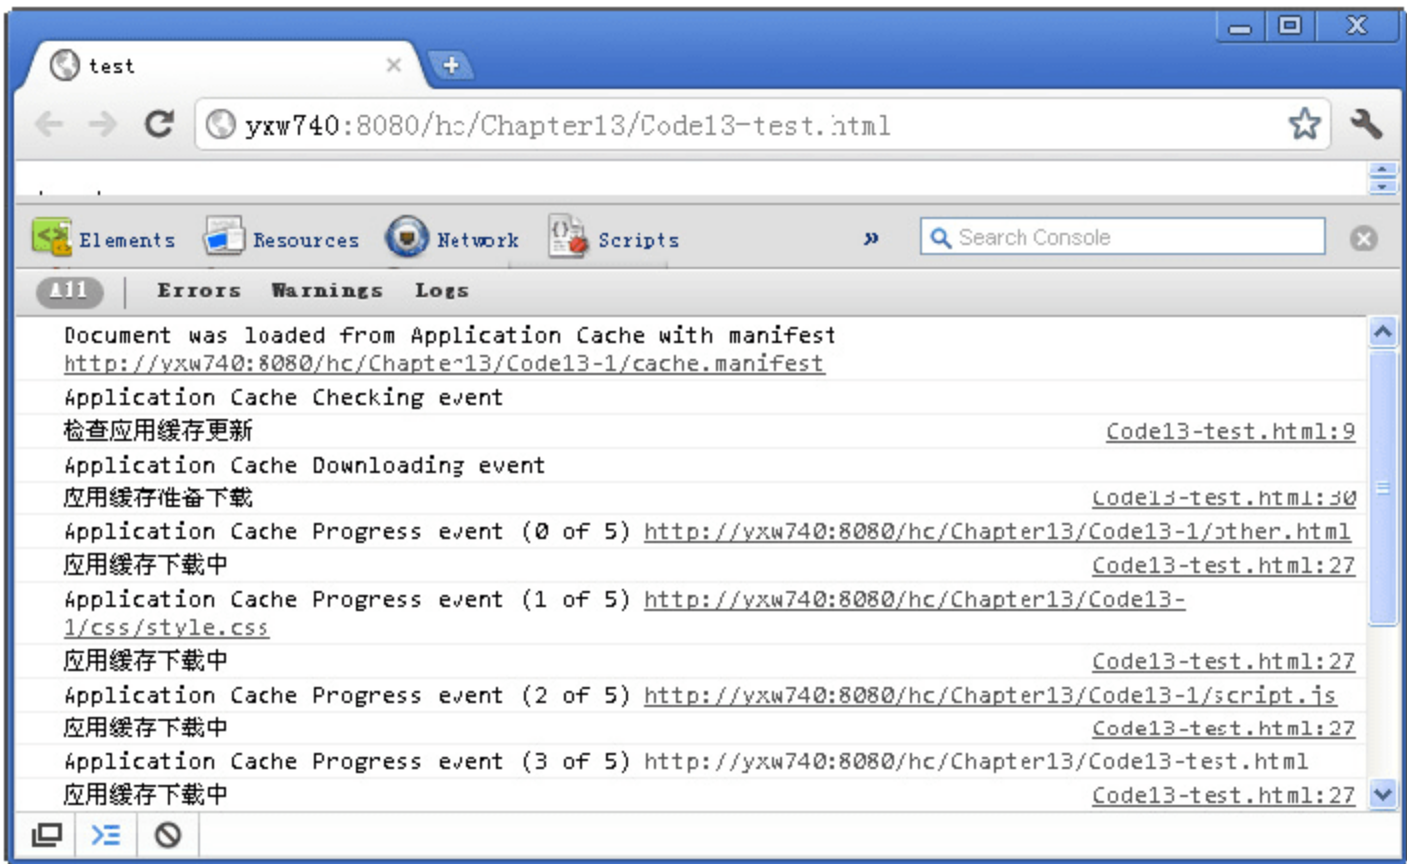 test
yxw740:8080/hc/Chapter13/Code13-test.html
Elements Resources Network Scripts » Search Console
All Errors Warnings Logs
Document was loaded from Application Cache with manifest
http://yxw740:8080/hc/Chapter13/Code13-1/cache.manifest
Application Cache Checking event
检查应用缓存更新 Code13-test.html:9
Application Cache Downloading event
应用缓存准备下载 Code13-test.html:30
Application Cache Progress event (0 of 5) http://yxw740:8080/hc/Chapter13/Code13-1/other.html
应用缓存下载中 Code13-test.html:27
Application Cache Progress event (1 of 5) http://yxw740:8080/hc/Chapter13/Code13-
1/css/style.css
应用缓存下载中 Code13-test.html:27
Application Cache Progress event (2 of 5) http://yxw740:8080/hc/Chapter13/Code13-1/script.js
应用缓存下载中 Code13-test.html:27
Application Cache Progress event (3 of 5) http://yxw740:8080/hc/Chapter13/Code13-test.html
应用缓存下载中 Code13-test.html:27